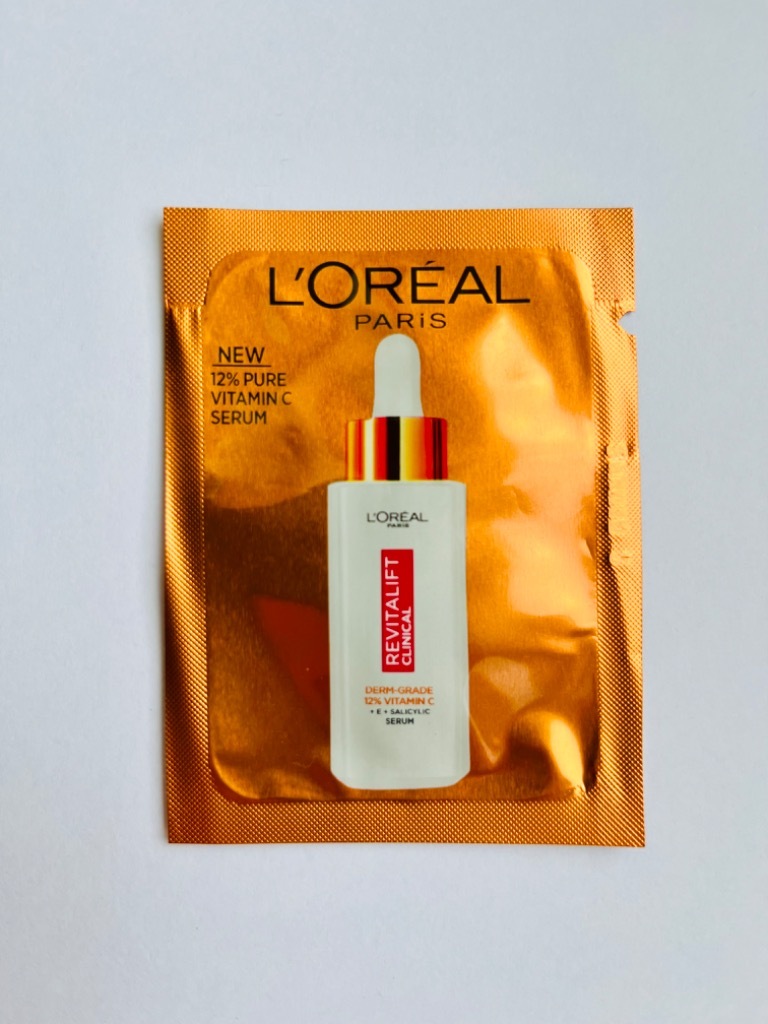 L'ORÉAL
PARiS
NEW
12% PURE
VITAMIN C
SERUM
L'ORÉAL
PARIS
REVITALIFT
CLINICAL
DERM-GRADE
12% VITAMIN C
+ E + SALICYLIC
SERUM